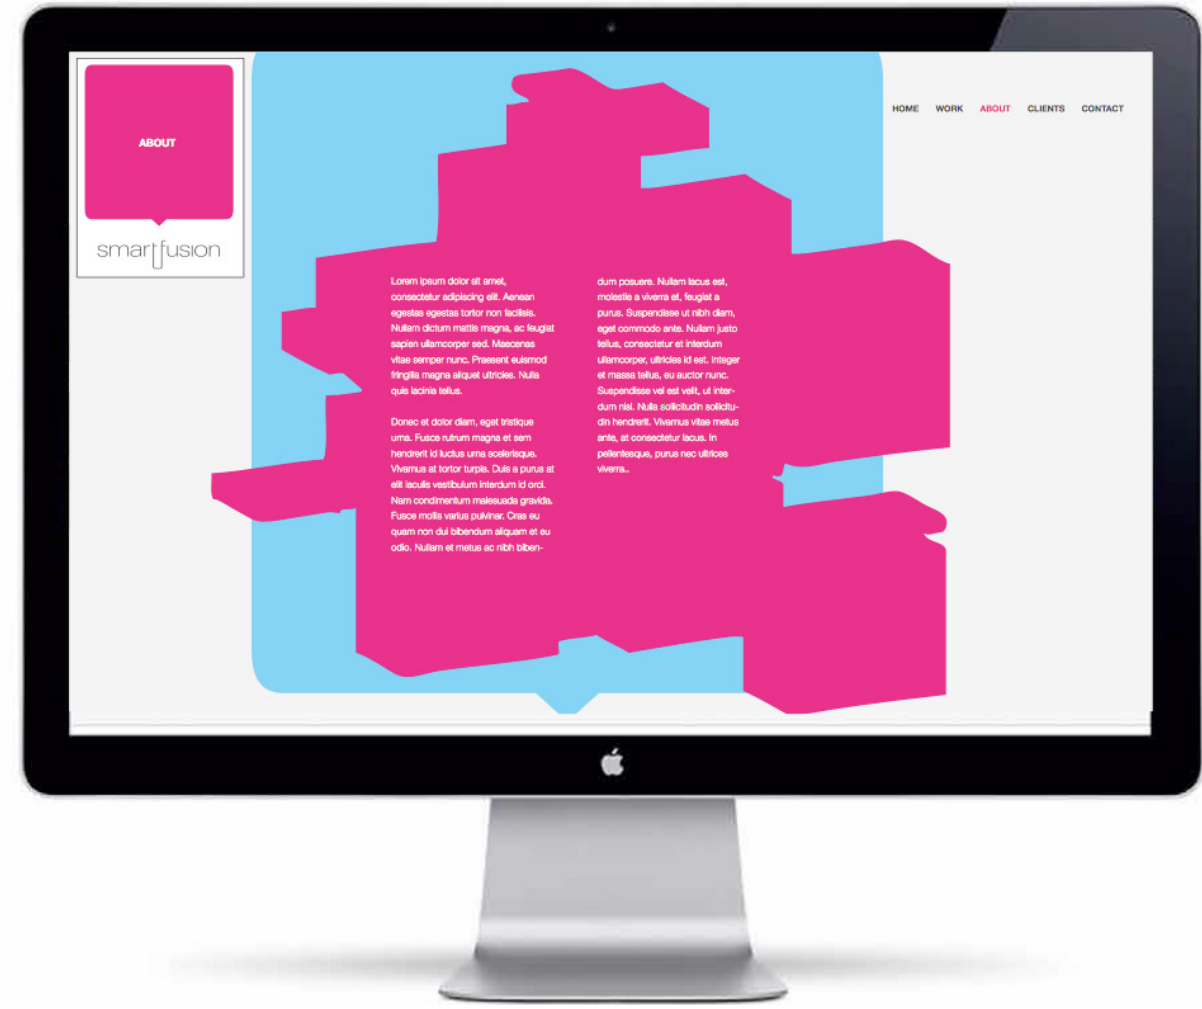 ABOUT
smartfusion
HOME WORK ABOUT CLIENTS CONTACT
Lorem ipsum dolor sit amet,
consectetur adipiscing elit. Aenean
egestas egestas tortor non facilisis.
Nullam dictum mattis magna, ac feugiat
sapien ullamcorper sed. Maecenas
vitae semper nunc. Praesent euismod
fringilla magna aliquet ultricies. Nulla
quis lacinia tellus.
Donec et dolor diam, eget tristique
urna. Fusce rutrum magna et sem
hendrerit id luctus urna scelerisque.
Vivamus at tortor turpis. Duis a purus at
elit iaculis vestibulum interdum id orci.
Nam condimentum malesuada gravida.
Fusce mollis varius pulvinar. Cras eu
quam non dui bibendum aliquam et eu
odio. Nullam et metus ac nibh biben-
dum posuere. Nullam lacus est,
molestie a viverra et, feugiat a
purus. Suspendisse ut nibh diam,
eget commodo ante. Nullam justo
tellus, consectetur et interdum
ullamcorper, ultricies id est. Integer
et massa tellus, eu auctor nunc.
Suspendisse vel est velit, ut inter-
dum nisl. Nulla sollicitudin sollicitu-
din hendrerit. Vivamus vitae metus
ante, at consectetur lacus. In
pellentesque, purus nec ultrices
viverra..